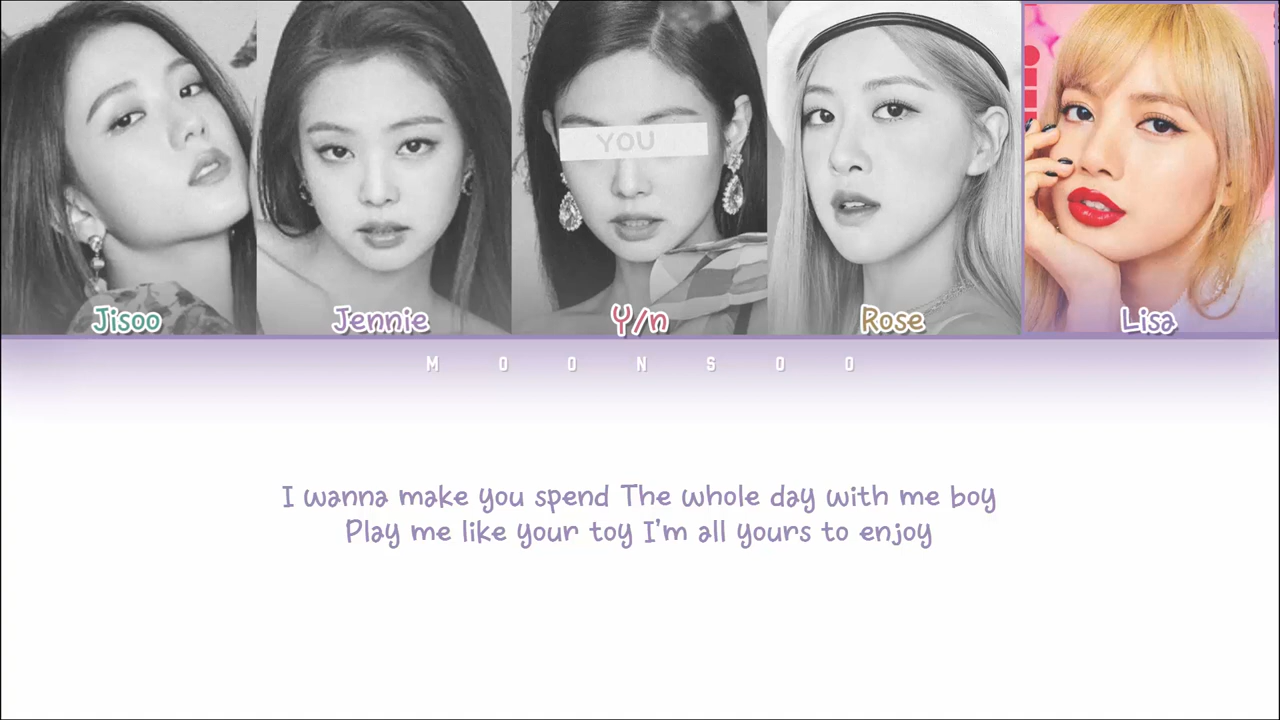 YOU
Jisoo Jennie Y/n Rose Lisa
M O O N S O O
I wanna make you spend The whole day with me boy
Play me like your toy I'm all yours to enjoy